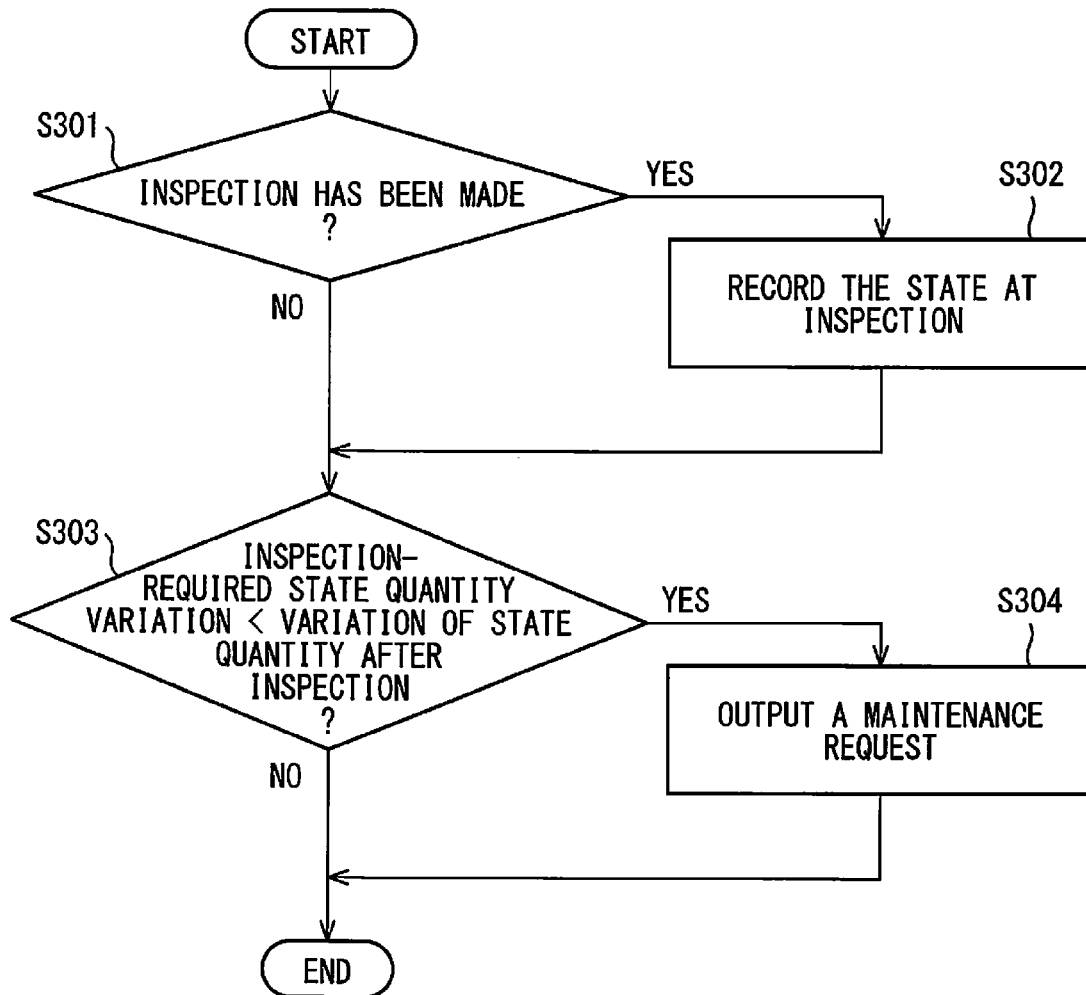 START
S301
INSPECTION HAS BEEN MADE
?
YES
S302
RECORD THE STATE AT
INSPECTION
NO
S303
INSPECTION-
REQUIRED STATE QUANTITY
VARIATION < VARIATION OF STATE
QUANTITY AFTER
INSPECTION
?
YES
S304
OUTPUT A MAINTENANCE
REQUEST
NO
END